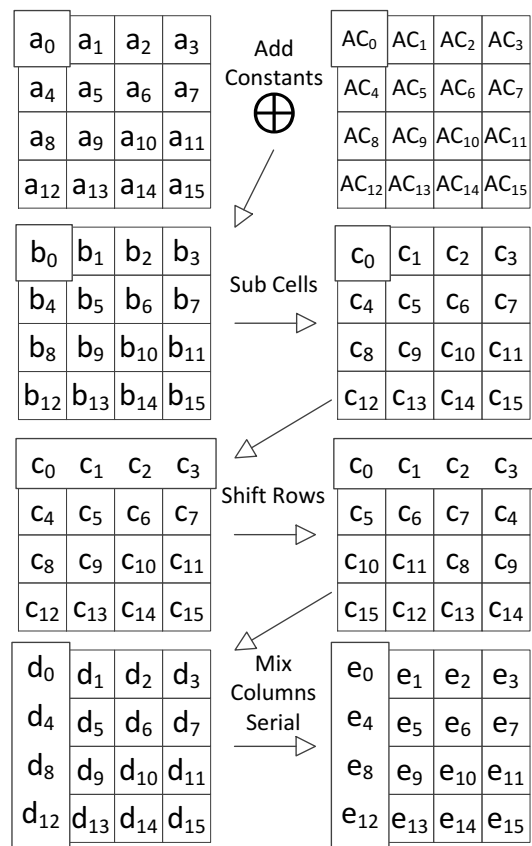 a₀ a₁ a₂ a₃
a₄ a₅ a₆ a₇
a₈ a₉ a₁₀ a₁₁
a₁₂ a₁₃ a₁₄ a₁₅
Add
Constants
AC₀ AC₁ AC₂ AC₃
AC₄ AC₅ AC₆ AC₇
AC₈ AC₉ AC₁₀ AC₁₁
AC₁₂ AC₁₃ AC₁₄ AC₁₅
b₀ b₁ b₂ b₃
b₄ b₅ b₆ b₇
b₈ b₉ b₁₀ b₁₁
b₁₂ b₁₃ b₁₄ b₁₅
Sub Cells
c₀ c₁ c₂ c₃
c₄ c₅ c₆ c₇
c₈ c₉ c₁₀ c₁₁
c₁₂ c₁₃ c₁₄ c₁₅
c₀ c₁ c₂ c₃
c₄ c₅ c₆ c₇
c₈ c₉ c₁₀ c₁₁
c₁₂ c₁₃ c₁₄ c₁₅
Shift Rows
c₀ c₁ c₂ c₃
c₅ c₆ c₇ c₄
c₁₀ c₁₁ c₈ c₉
c₁₅ c₁₂ c₁₃ c₁₄
d₀ d₁ d₂ d₃
d₄ d₅ d₆ d₇
d₈ d₉ d₁₀ d₁₁
d₁₂ d₁₃ d₁₄ d₁₅
Mix
Columns
Serial
e₀ e₁ e₂ e₃
e₄ e₅ e₆ e₇
e₈ e₉ e₁₀ e₁₁
e₁₂ e₁₃ e₁₄ e₁₅